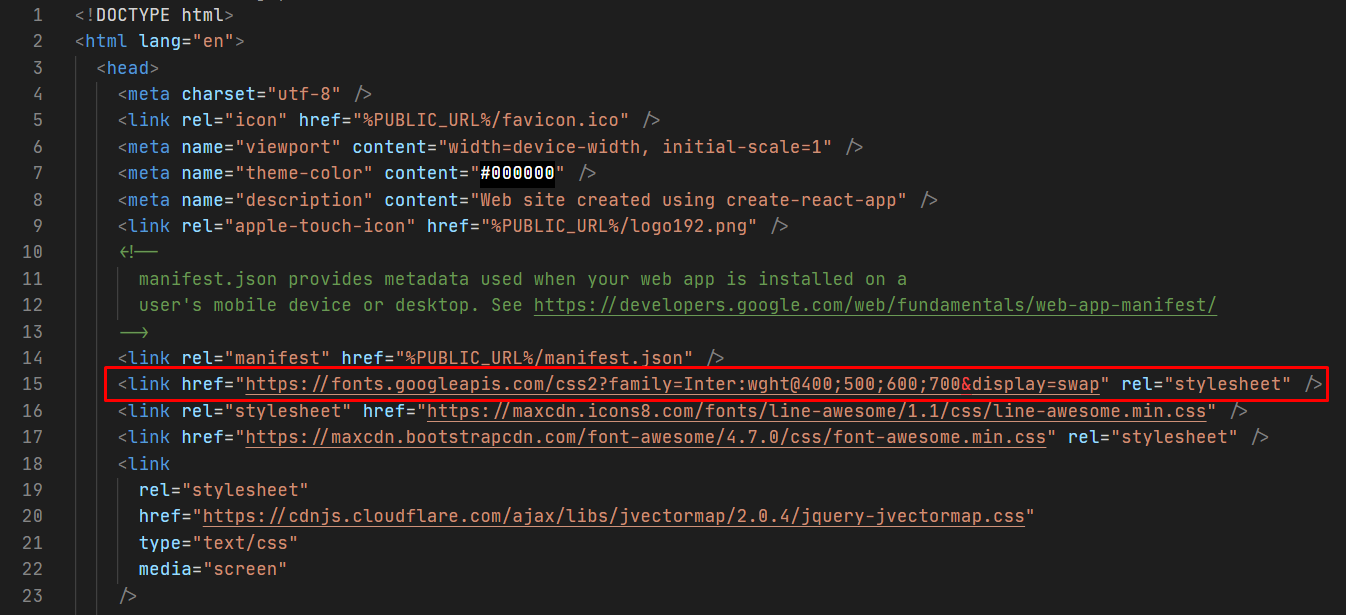 1 <!DOCTYPE html>
2 <html lang="en">
3 <head>
4 <meta charset="utf-8" />
5 <link rel="icon" href="%PUBLIC_URL%/favicon.ico" />
6 <meta name="viewport" content="width=device-width, initial-scale=1" />
7 <meta name="theme-color" content="#000000" />
8 <meta name="description" content="Web site created using create-react-app" />
9 <link rel="apple-touch-icon" href="%PUBLIC_URL%/logo192.png" />
10 <!--
11 manifest.json provides metadata used when your web app is installed on a
12 user's mobile device or desktop. See https://developers.google.com/web/fundamentals/web-app-manifest/
13 -->
14 <link rel="manifest" href="%PUBLIC_URL%/manifest.json" />
15 <link href="https://fonts.googleapis.com/css2?family=Inter:wght@400;500;600;700&display=swap" rel="stylesheet" />
16 <link rel="stylesheet" href="https://maxcdn.icons8.com/fonts/line-awesome/1.1/css/line-awesome.min.css" />
17 <link href="https://maxcdn.bootstrapcdn.com/font-awesome/4.7.0/css/font-awesome.min.css" rel="stylesheet" />
18 <link
19 rel="stylesheet"
20 href="https://cdnjs.cloudflare.com/ajax/libs/jvectormap/2.0.4/jquery-jvectormap.css"
21 type="text/css"
22 media="screen"
23 />